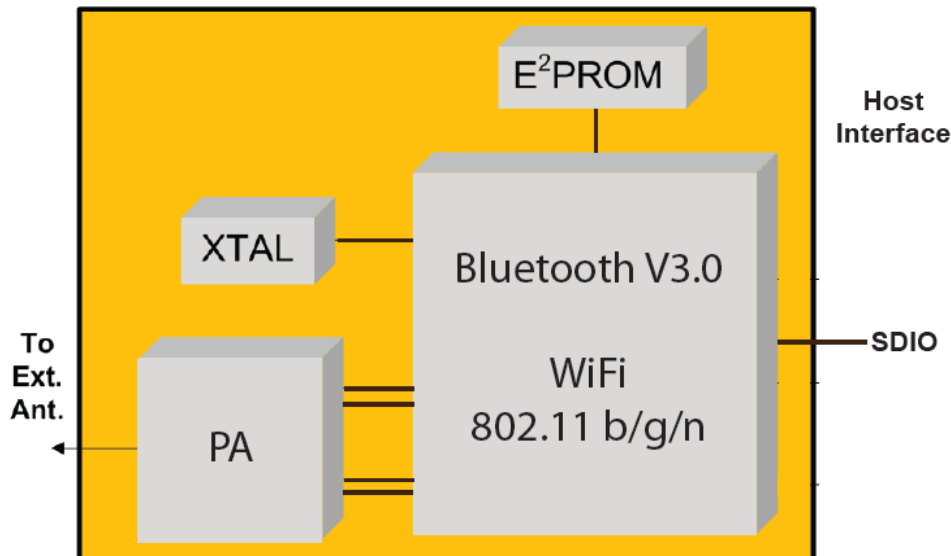 E²PROM
Host
Interface
XTAL
Bluetooth V3.0
SDIO
To
Ext.
Ant.
WiFi
802.11 b/g/n
PA